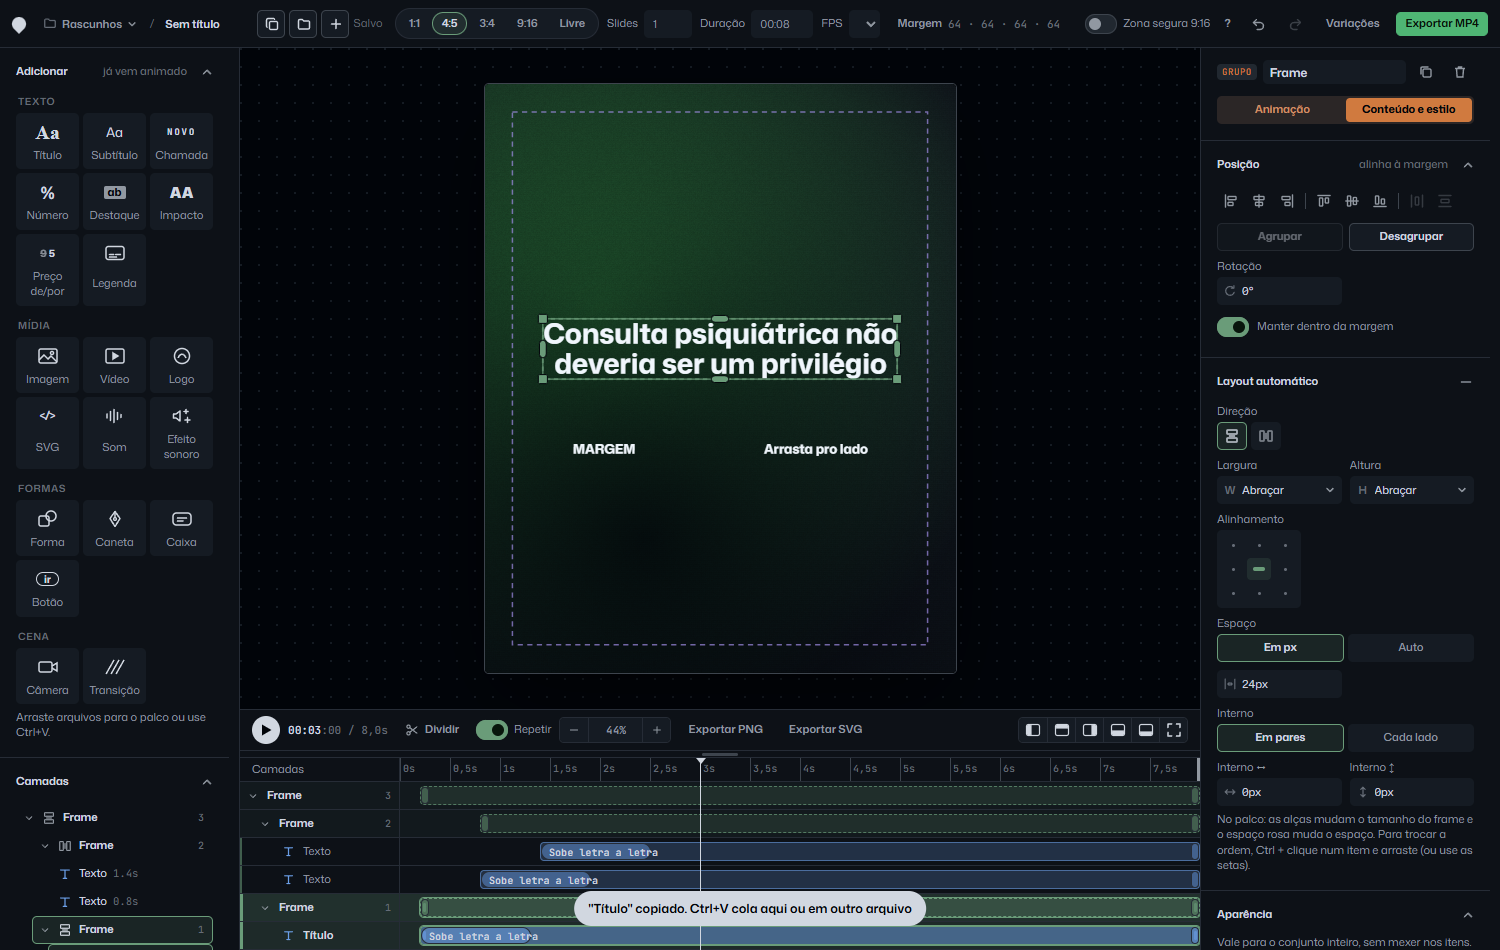 Rascunhos / Sem título
Salvo
1:1 4:5 3:4 9:16 Livre
Slides 1
Duração 00:08
FPS
Margem 64 · 64 · 64 · 64
Zona segura 9:16 ?
Variações
Exportar MP4
Adicionar já vem animado
TEXTO
Aa Aa NOVO
Título Subtítulo Chamada
% ab AA
Número Destaque Impacto
95
Preço de/por Legenda
MÍDIA
Imagem Vídeo Logo
</>
SVG Som Efeito sonoro
FORMAS
Forma Caneta Caixa
ir
Botão
CENA
Câmera Transição
Arraste arquivos para o palco ou use
Ctrl+V.
Camadas
Frame 3
Frame 2
Texto 1.4s
Texto 0.8s
Frame 1
Consulta psiquiátrica não
deveria ser um privilégio
MARGEM Arrasta pro lado
00:03:00 / 8,0s
Dividir
Repetir
− 44% +
Exportar PNG
Exportar SVG
Camadas 0s 0,5s 1s 1,5s 2s 2,5s 3s 3,5s 4s 4,5s 5s 5,5s 6s 6,5s 7s 7,5s
Frame 3
Frame 2
Texto Sobe letra a letra
Texto Sobe letra a letra
Frame 1
"Título" copiado. Ctrl+V cola aqui ou em outro arquivo
Título Sobe letra a letra
GRUPO Frame
Animação Conteúdo e estilo
Posição alinha à margem
Agrupar Desagrupar
Rotação
0°
Manter dentro da margem
Layout automático
Direção
Largura Altura
W Abraçar H Abraçar
Alinhamento
Espaço
Em px Auto
24px
Interno
Em pares Cada lado
Interno ↔ Interno ↕
0px 0px
No palco: as alças mudam o tamanho do frame e
o espaço rosa muda o espaço. Para trocar a
ordem, Ctrl + clique num item e arraste (ou use as
setas).
Aparência
Vale para o conjunto inteiro, sem mexer nos itens.